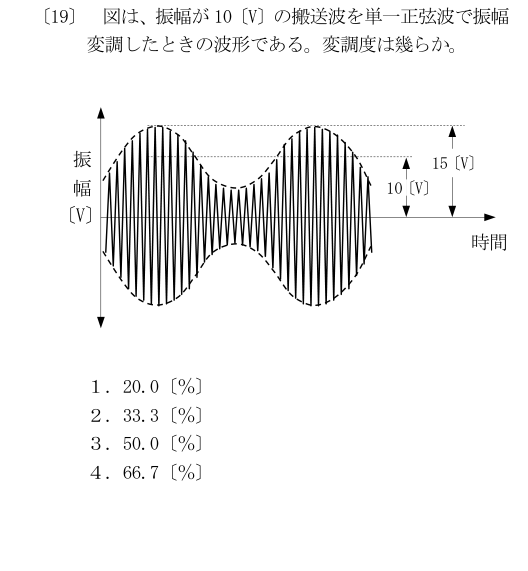 〔19〕 図は、振幅が 10〔V〕の搬送波を単一正弦波で振幅
変調したときの波形である。変調度は幾らか。
振
幅
〔V〕
15〔V〕
10〔V〕
時間
1．20.0〔％〕
2．33.3〔％〕
3．50.0〔％〕
4．66.7〔％〕